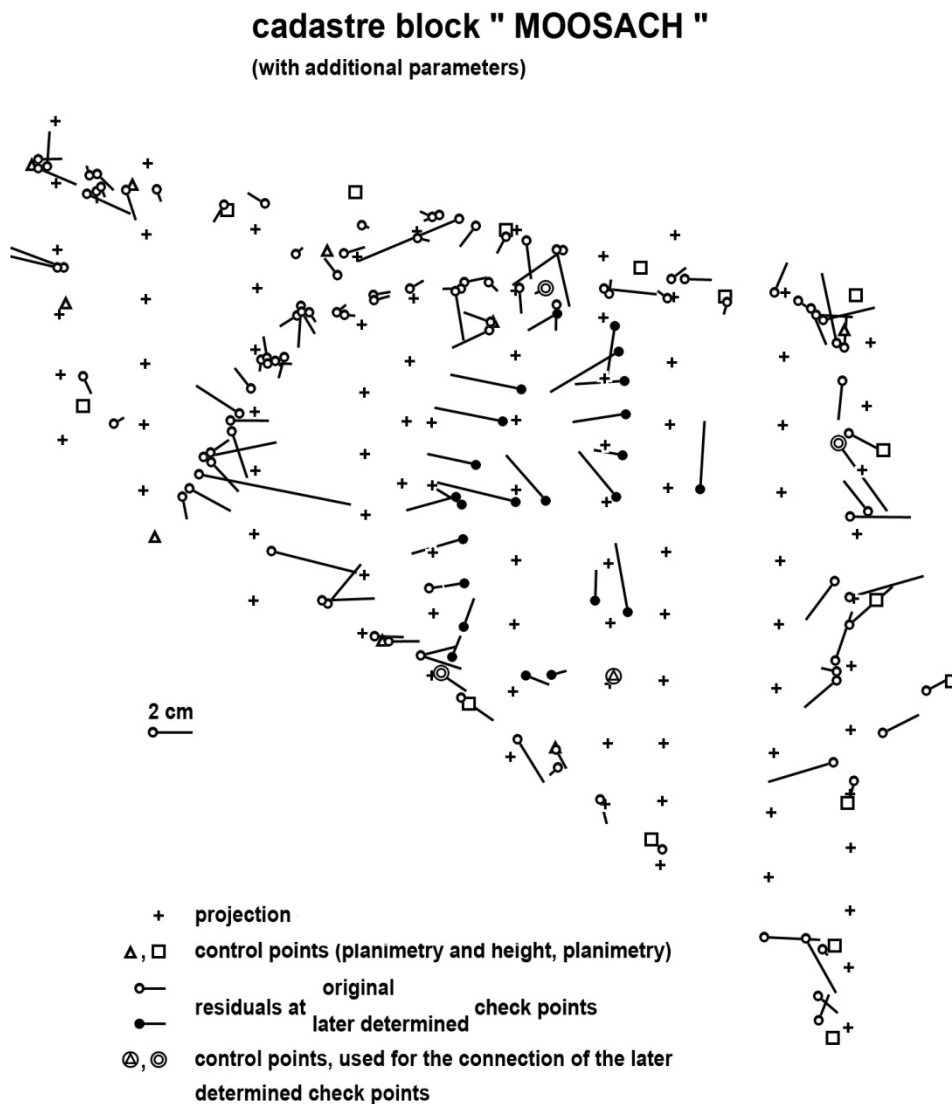 cadastre block " MOOSACH "
(with additional parameters)
2 cm
projection
control points (planimetry and height, planimetry)
original
residuals at check points
later determined
control points, used for the connection of the later
determined check points